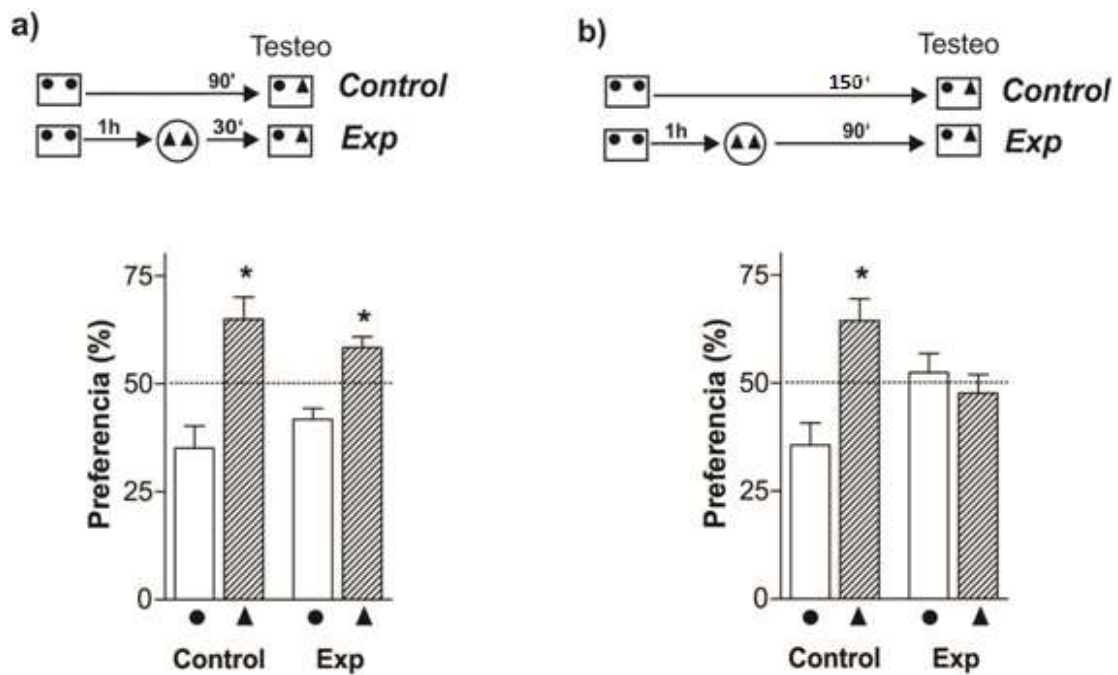 a)
Testeo
90'
Control
1h
30'
Exp
75
50
25
0
Preferencia (%)
*
*
Control
Exp
b)
Testeo
150'
Control
1h
90'
Exp
75
50
25
0
Preferencia (%)
*
Control
Exp